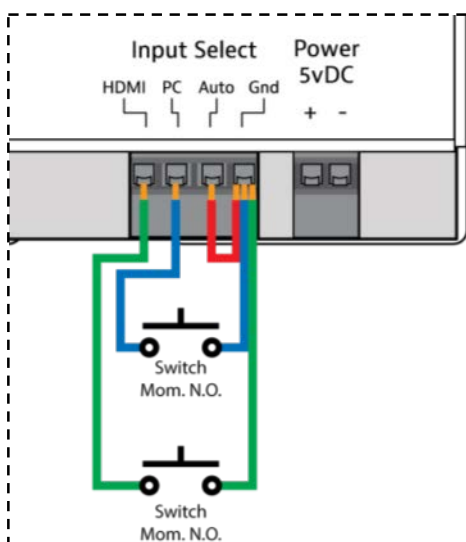 Input Select
Power
5vDC
HDMI PC Auto Gnd
+ -
Switch
Mom. N.O.
Switch
Mom. N.O.